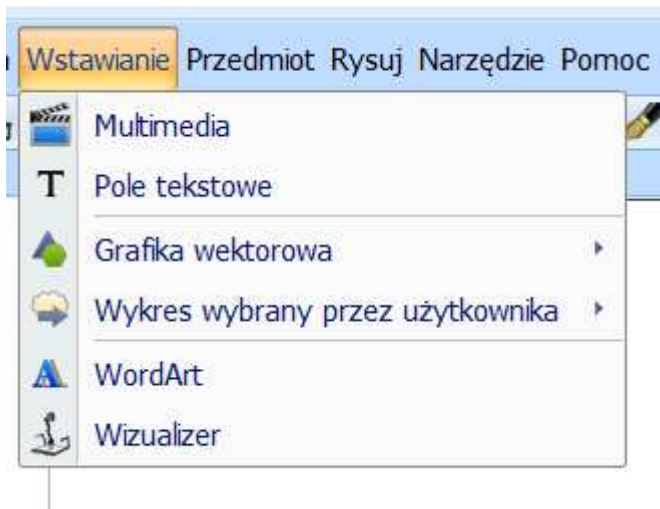 Wstawianie Przedmiot Rysuj Narzędzie Pomoc
Multimedia
Pole tekstowe
Grafika wektorowa
Wykres wybrany przez użytkownika
WordArt
Wizualizer